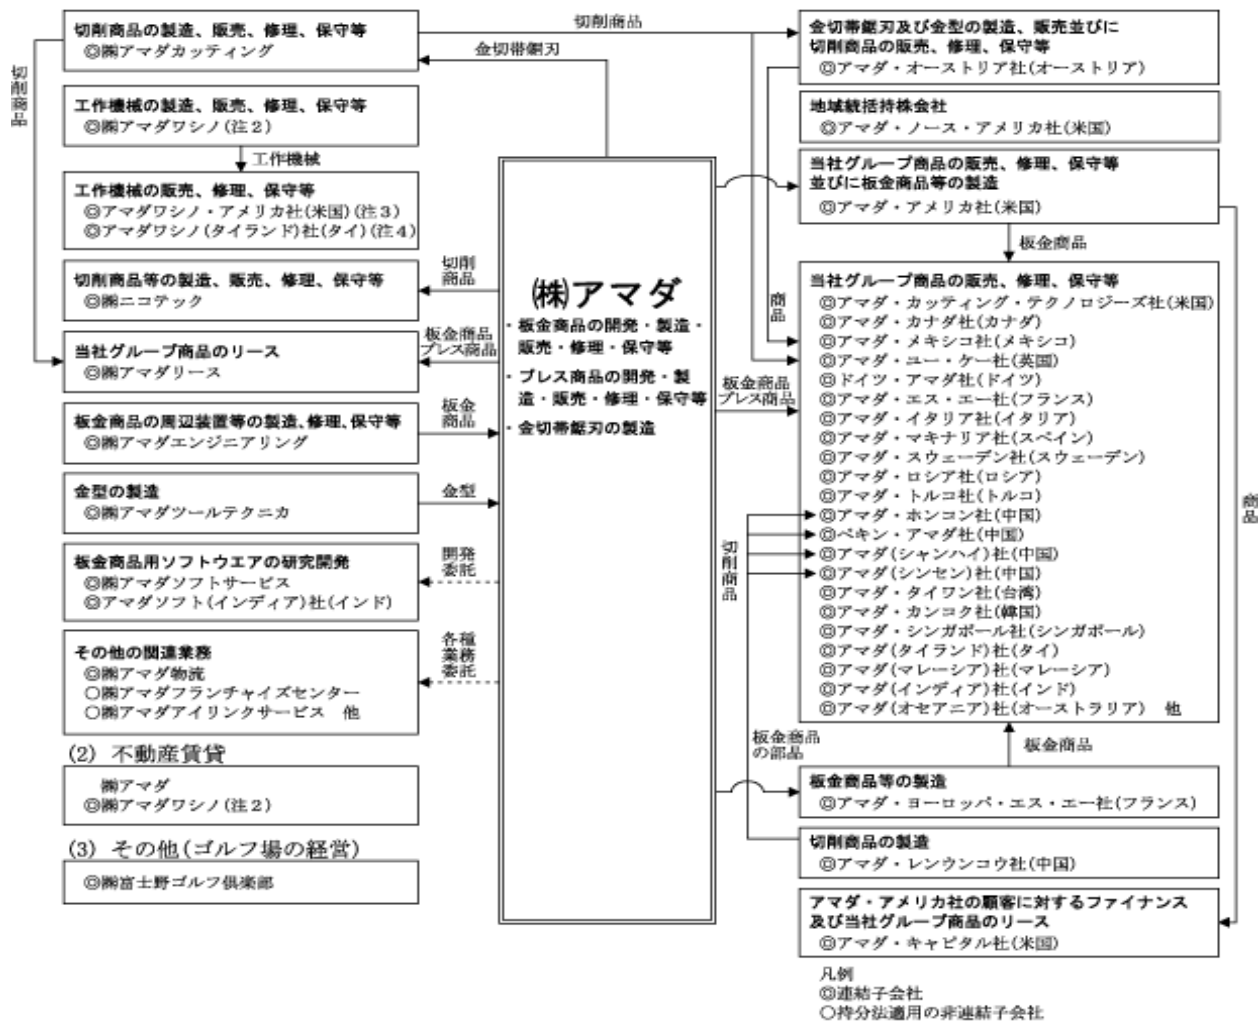 切削商品の製造、販売、修理、保守等
◎㈱アマダカッティング
切削商品
工作機械の製造、販売、修理、保守等
◎㈱アマダワシノ(注2)
工作機械
工作機械の販売、修理、保守等
◎アマダワシノ・アメリカ社(米国)(注3)
◎アマダワシノ(タイランド)社(タイ)(注4)
切削商品等の製造、販売、修理、保守等
◎㈱ニコテック
当社グループ商品のリース
◎㈱アマダリース
板金商品の周辺装置等の製造、修理、保守等
◎㈱アマダエンジニアリング
金型の製造
◎㈱アマダツールテクニカ
板金商品用ソフトウエアの研究開発
◎㈱アマダソフトサービス
◎アマダソフト(インディア)社(インド)
その他の関連業務
◎㈱アマダ物流
○㈱アマダフランチャイズセンター
○㈱アマダアイリンクサービス 他
(2) 不動産賃貸
㈱アマダ
◎㈱アマダワシノ(注2)
(3) その他(ゴルフ場の経営)
◎㈱富士野ゴルフ倶楽部
切削商品
金切帯鋸刃
切削
商品
板金商品
プレス商品
板金
商品
金型
開発
委託
各種
業務
委託
㈱アマダ
・板金商品の開発・製造・
販売・修理・保守等
・プレス商品の開発・製
造・販売・修理・保守等
・金切帯鋸刃の製造
商品
板金商品
プレス商品
切削商品
板金商品
の部品
金切帯鋸刃及び金型の製造、販売並びに
切削商品の販売、修理、保守等
◎アマダ・オーストリア社(オーストリア)
地域統括持株会社
◎アマダ・ノース・アメリカ社(米国)
当社グループ商品の販売、修理、保守等
並びに板金商品等の製造
◎アマダ・アメリカ社(米国)
板金商品
当社グループ商品の販売、修理、保守等
◎アマダ・カッティング・テクノロジーズ社(米国)
◎アマダ・カナダ社(カナダ)
◎アマダ・メキシコ社(メキシコ)
◎アマダ・ユー・ケー社(英国)
◎ドイツ・アマダ社(ドイツ)
◎アマダ・エス・エー社(フランス)
◎アマダ・イタリア社(イタリア)
◎アマダ・マキナリア社(スペイン)
◎アマダ・スウェーデン社(スウェーデン)
◎アマダ・ロシア社(ロシア)
◎アマダ・トルコ社(トルコ)
◎アマダ・ホンコン社(中国)
◎ペキン・アマダ社(中国)
◎アマダ(シャンハイ)社(中国)
◎アマダ(シンセン)社(中国)
◎アマダ・タイワン社(台湾)
◎アマダ・カンコク社(韓国)
◎アマダ・シンガポール社(シンガポール)
◎アマダ(タイランド)社(タイ)
◎アマダ(マレーシア)社(マレーシア)
◎アマダ(インディア)社(インド)
◎アマダ(オセアニア)社(オーストラリア) 他
商品
板金商品
板金商品等の製造
◎アマダ・ヨーロッパ・エス・エー社(フランス)
切削商品の製造
◎アマダ・レンウンコウ社(中国)
アマダ・アメリカ社の顧客に対するファイナンス
及び当社グループ商品のリース
◎アマダ・キャピタル社(米国)
凡例
◎連結子会社
○持分法適用の非連結子会社